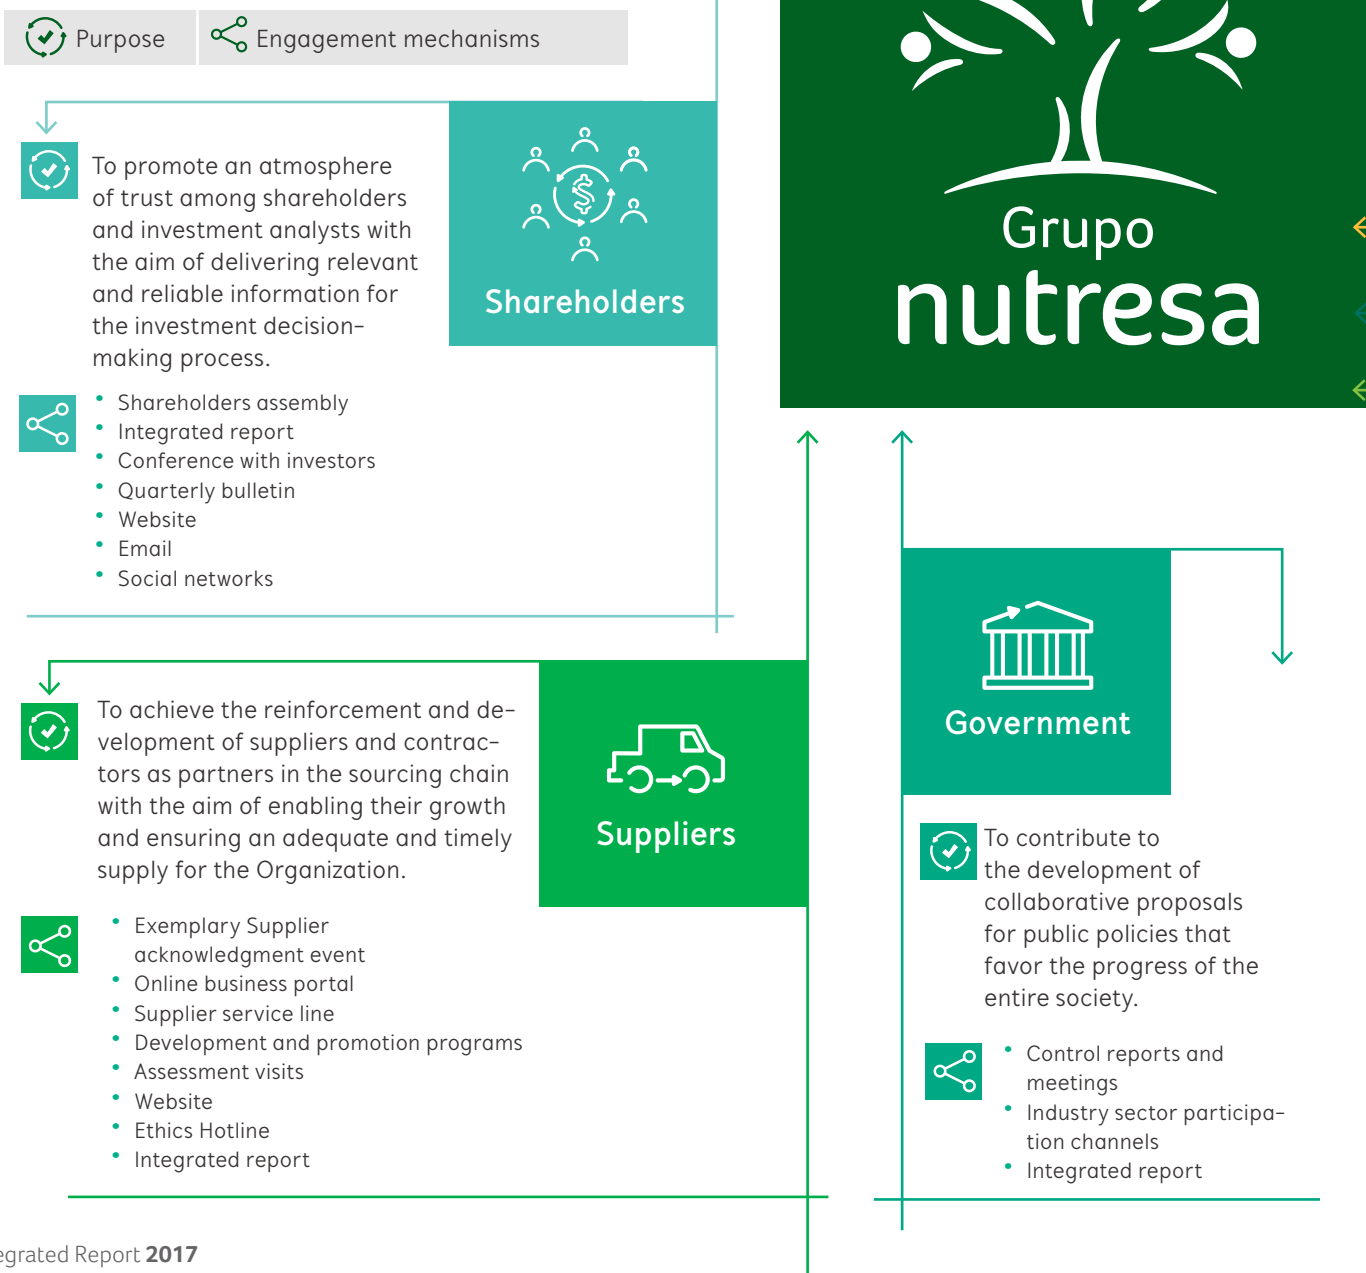 Purpose
Engagement mechanisms
Grupo
nutresa
Shareholders
To promote an atmosphere
of trust among shareholders
and investment analysts with
the aim of delivering relevant
and reliable information for
the investment decision-
making process.
• Shareholders assembly
• Integrated report
• Conference with investors
• Quarterly bulletin
• Website
• Email
• Social networks
Suppliers
To achieve the reinforcement and de-
velopment of suppliers and contrac-
tors as partners in the sourcing chain
with the aim of enabling their growth
and ensuring an adequate and timely
supply for the Organization.
• Exemplary Supplier
acknowledgment event
• Online business portal
• Supplier service line
• Development and promotion programs
• Assessment visits
• Website
• Ethics Hotline
• Integrated report
Government
To contribute to
the development of
collaborative proposals
for public policies that
favor the progress of the
entire society.
• Control reports and
meetings
• Industry sector participa-
tion channels
• Integrated report
egrated Report 2017